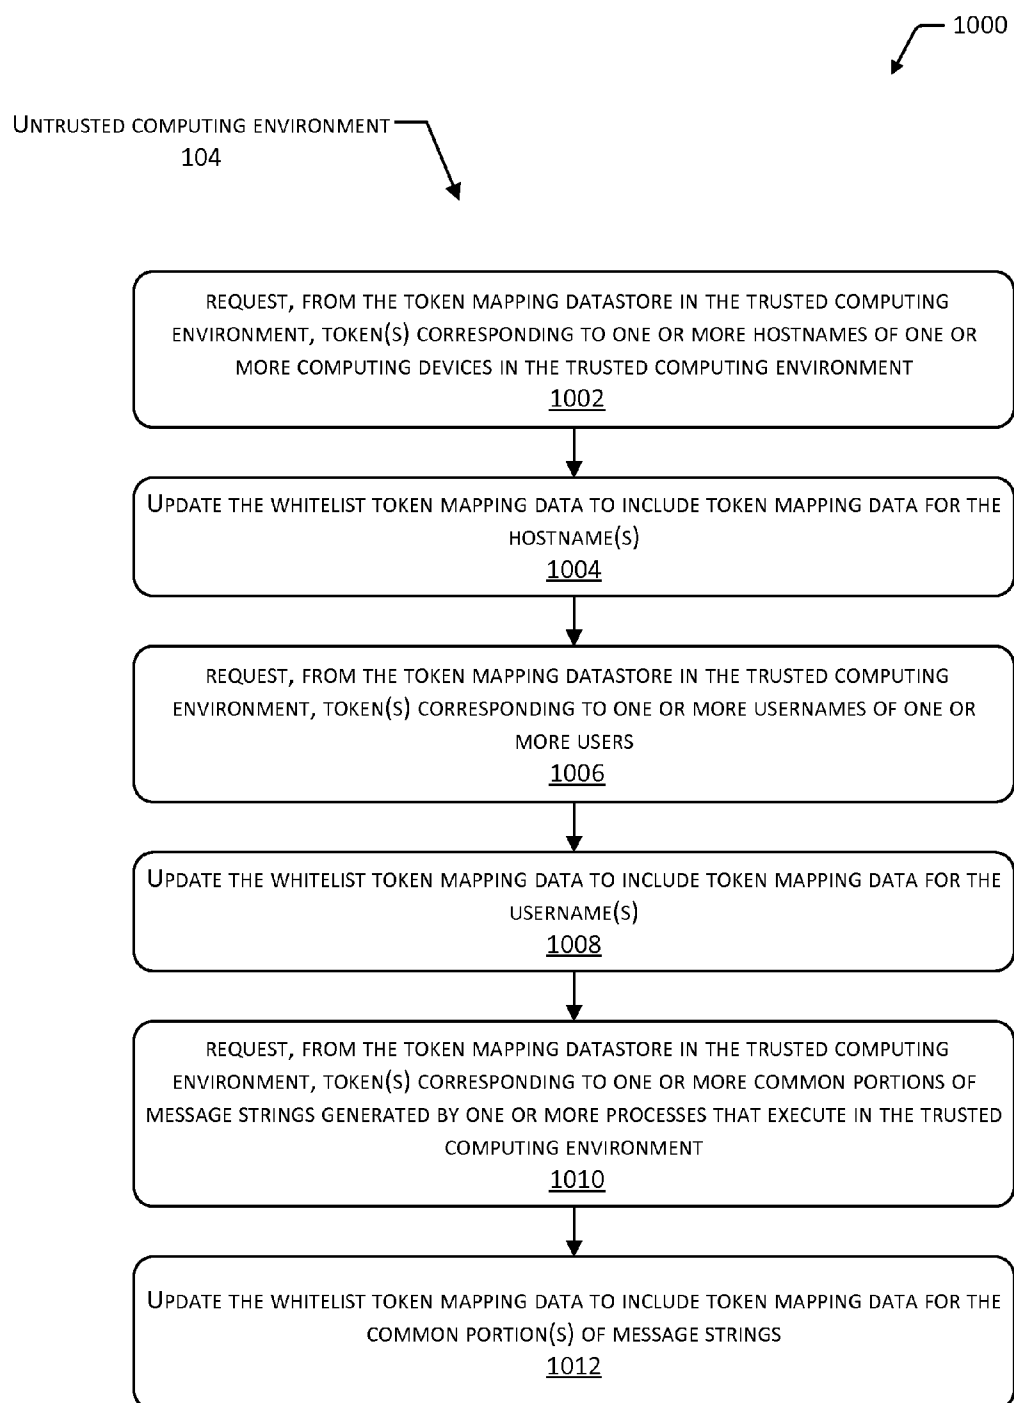 1000
Untrusted computing environment
104
request, from the token mapping datastore in the trusted computing
environment, token(s) corresponding to one or more hostnames of one or
more computing devices in the trusted computing environment
1002
Update the whitelist token mapping data to include token mapping data for the
hostname(s)
1004
request, from the token mapping datastore in the trusted computing
environment, token(s) corresponding to one or more usernames of one or
more users
1006
Update the whitelist token mapping data to include token mapping data for the
username(s)
1008
request, from the token mapping datastore in the trusted computing
environment, token(s) corresponding to one or more common portions of
message strings generated by one or more processes that execute in the trusted
computing environment
1010
Update the whitelist token mapping data to include token mapping data for the
common portion(s) of message strings
1012